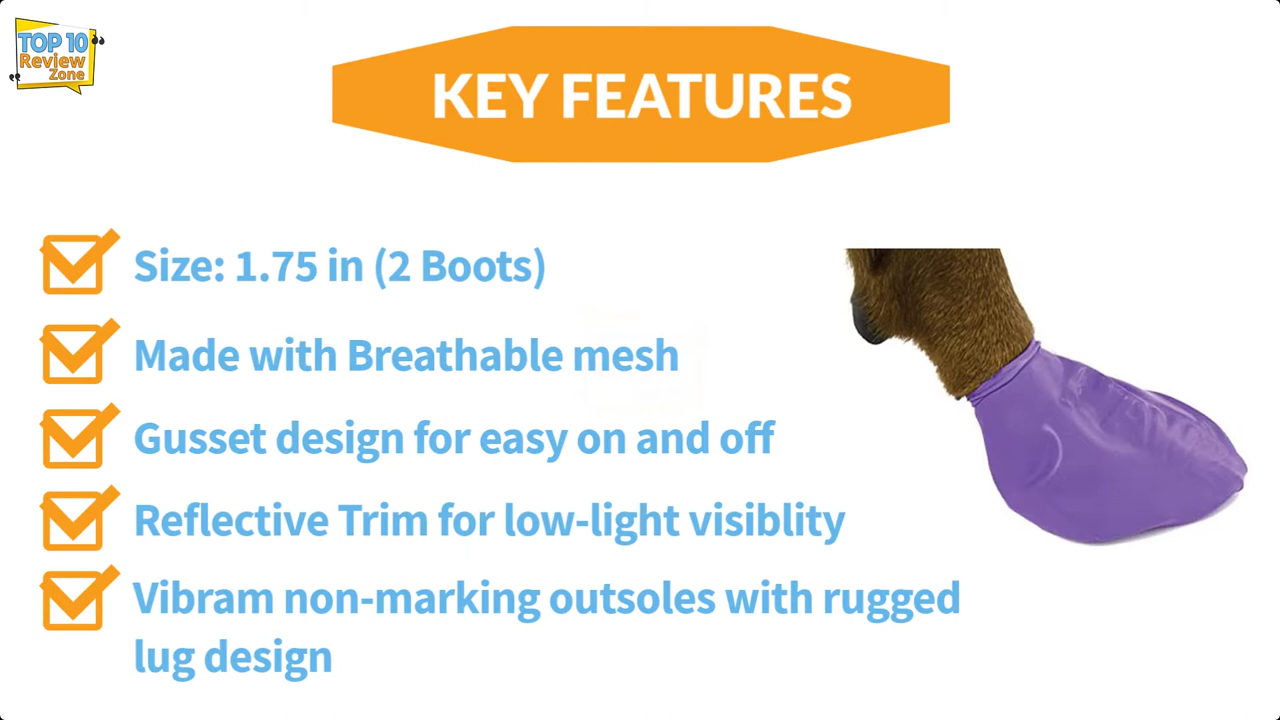 TOP 10
Review
Zone
KEY FEATURES
Size: 1.75 in (2 Boots)
Made with Breathable mesh
Gusset design for easy on and off
Reflective Trim for low-light visiblity
Vibram non-marking outsoles with rugged
lug design